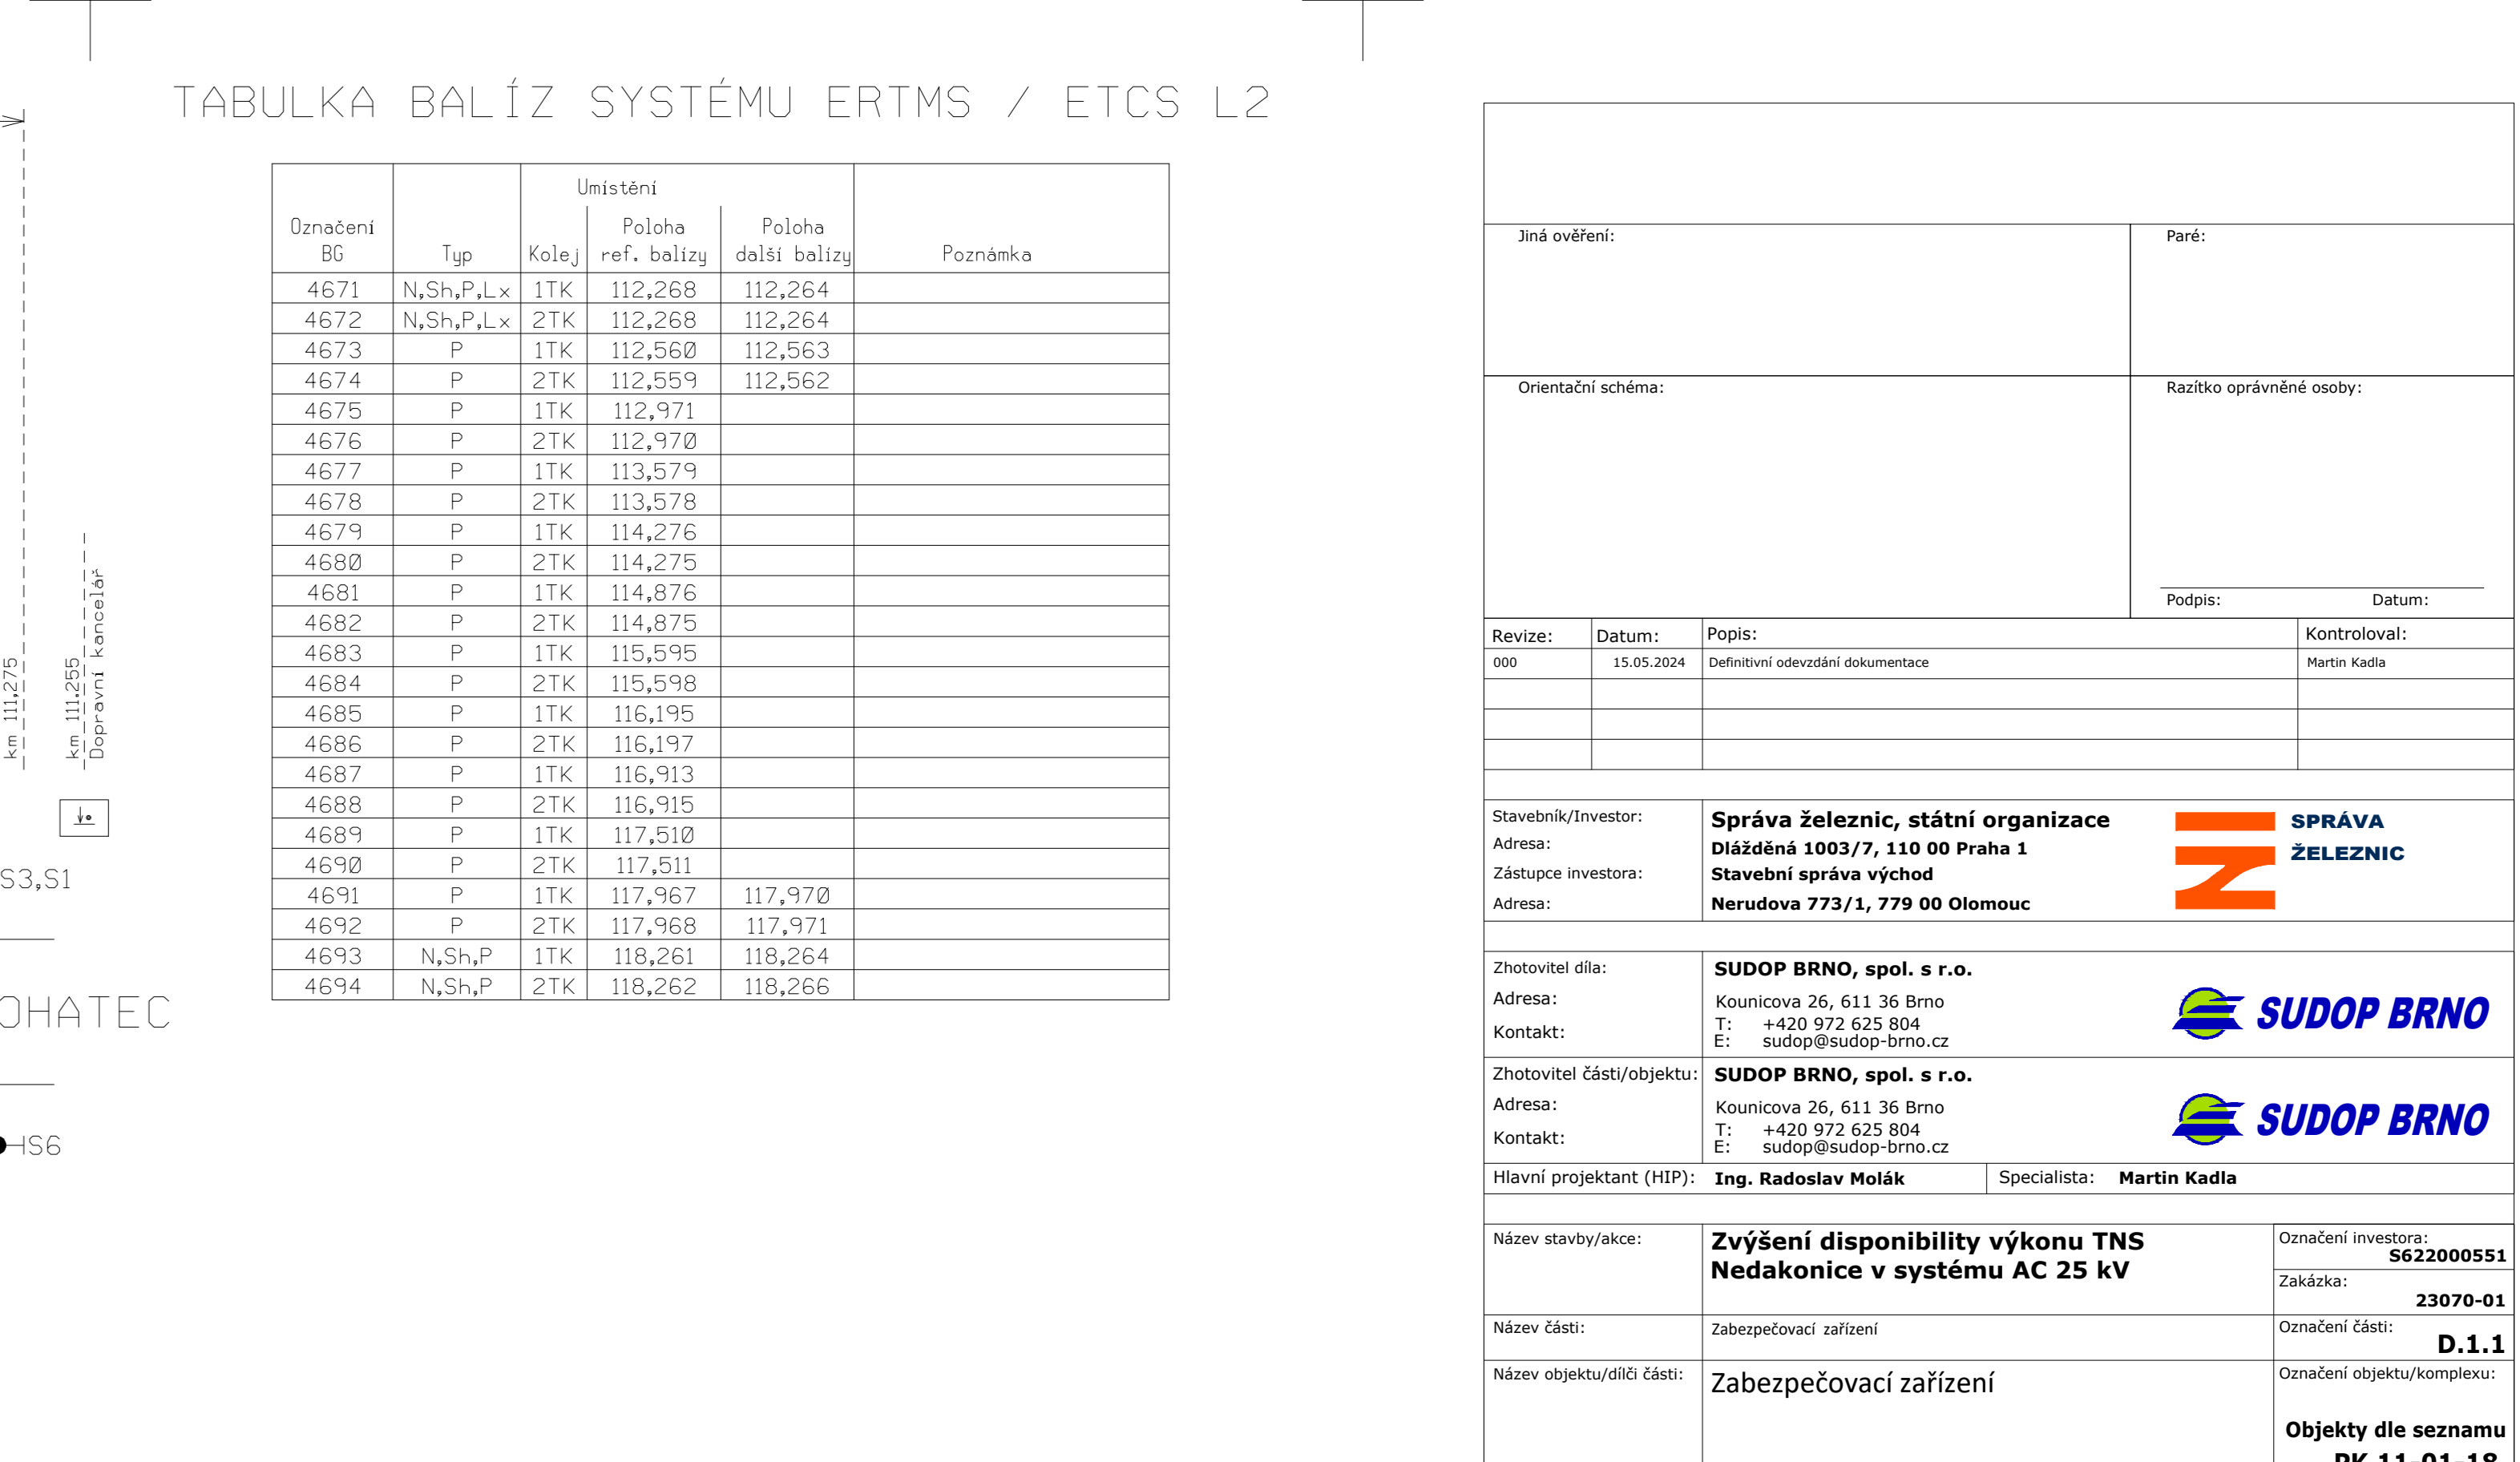 TABULKA BALÍZ SYSTÉMU ERTMS / ETCS L2
Umístění
Označení BG Typ Kolej Poloha ref. balízy Poloha další balízy Poznámka
4671 N,Sh,P,Lx 1TK 112,268 112,264
4672 N,Sh,P,Lx 2TK 112,268 112,264
4673 P 1TK 112,560 112,563
4674 P 2TK 112,559 112,562
4675 P 1TK 112,971
4676 P 2TK 112,970
4677 P 1TK 113,579
4678 P 2TK 113,578
4679 P 1TK 114,276
4680 P 2TK 114,275
4681 P 1TK 114,876
4682 P 2TK 114,875
4683 P 1TK 115,595
4684 P 2TK 115,598
4685 P 1TK 116,195
4686 P 2TK 116,197
4687 P 1TK 116,913
4688 P 2TK 116,915
4689 P 1TK 117,510
4690 P 2TK 117,511
4691 P 1TK 117,967 117,970
4692 P 2TK 117,968 117,971
4693 N,Sh,P 1TK 118,261 118,264
4694 N,Sh,P 2TK 118,262 118,266
km 111,275
km 111.255
Dopravní kancelář
S3,S1
OHATEC
S6
Jiná ověření:
Paré:
Orientační schéma:
Razítko oprávněné osoby:
Podpis: Datum:
Revize: Datum: Popis: Kontroloval:
000 15.05.2024 Definitivní odevzdání dokumentace Martin Kadla
Stavebník/Investor: Správa železnic, státní organizace
Adresa: Dlážděná 1003/7, 110 00 Praha 1
Zástupce investora: Stavební správa východ
Adresa: Nerudova 773/1, 779 00 Olomouc
SPRÁVA
ŽELEZNIC
Zhotovitel díla: SUDOP BRNO, spol. s r.o.
Adresa: Kounicova 26, 611 36 Brno
Kontakt: T: +420 972 625 804
E: sudop@sudop-brno.cz
SUDOP BRNO
Zhotovitel části/objektu: SUDOP BRNO, spol. s r.o.
Adresa: Kounicova 26, 611 36 Brno
Kontakt: T: +420 972 625 804
E: sudop@sudop-brno.cz
SUDOP BRNO
Hlavní projektant (HIP): Ing. Radoslav Molák Specialista: Martin Kadla
Název stavby/akce: Zvýšení disponibility výkonu TNS
Nedakonice v systému AC 25 kV
Označení investora:
S622000551
Zakázka:
23070-01
Název části: Zabezpečovací zařízení
Označení části:
D.1.1
Název objektu/dílči části: Zabezpečovací zařízení
Označení objektu/komplexu:
Objekty dle seznamu
PK 11-01-18